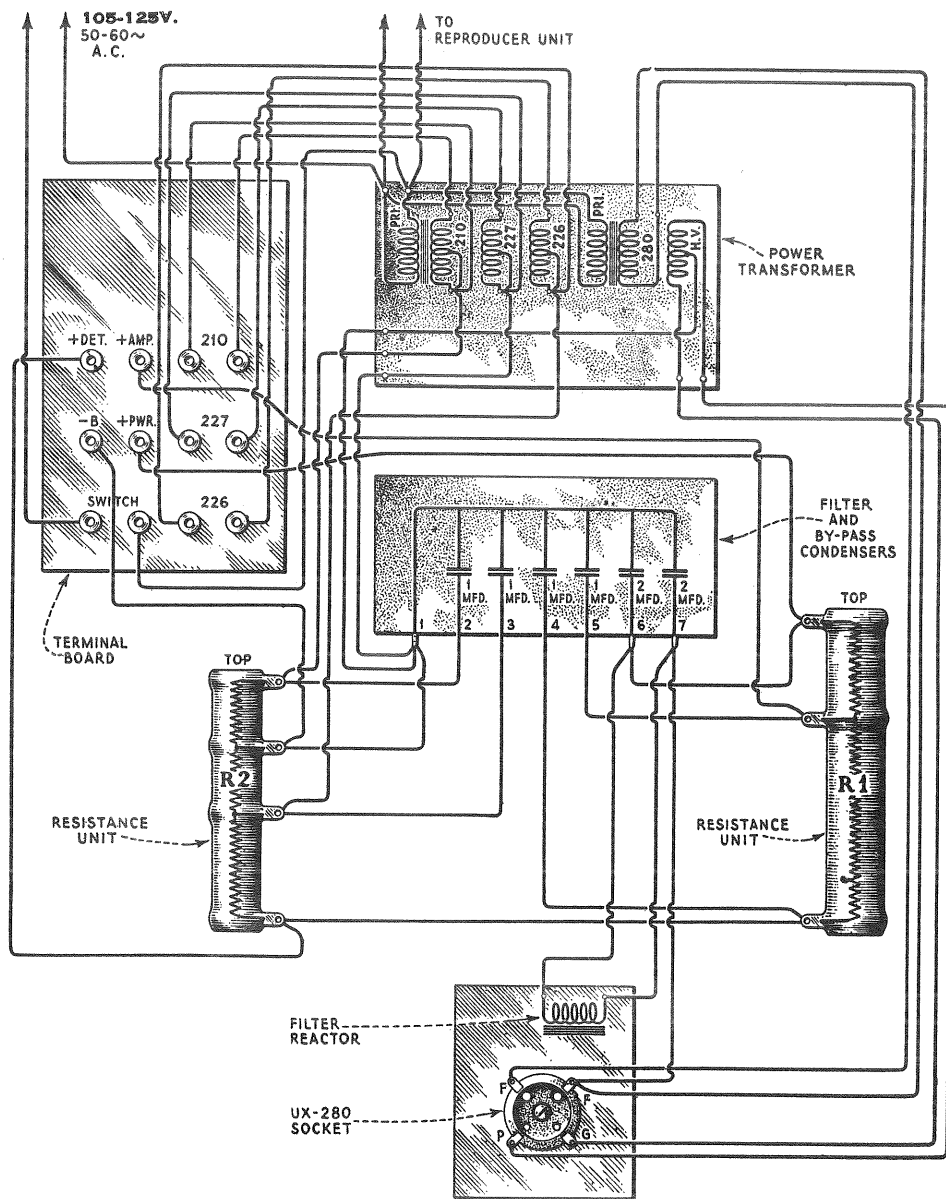 105-125V.
50-60~
A.C.
TO
REPRODUCER UNIT
PRI.
210
227
226
PRI.
280
H.V.
POWER
TRANSFORMER
+DET. +AMP. 210
-B +PWR. 227
SWITCH 226
TERMINAL
BOARD
FILTER
AND
BY-PASS
CONDENSERS
1 MFD.
1 MFD.
1 MFD.
1 MFD.
2 MFD.
2 MFD.
1 2 3 4 5 6 7
TOP
R2
RESISTANCE
UNIT
TOP
R1
RESISTANCE
UNIT
FILTER
REACTOR
UX-280
SOCKET
F F
P G